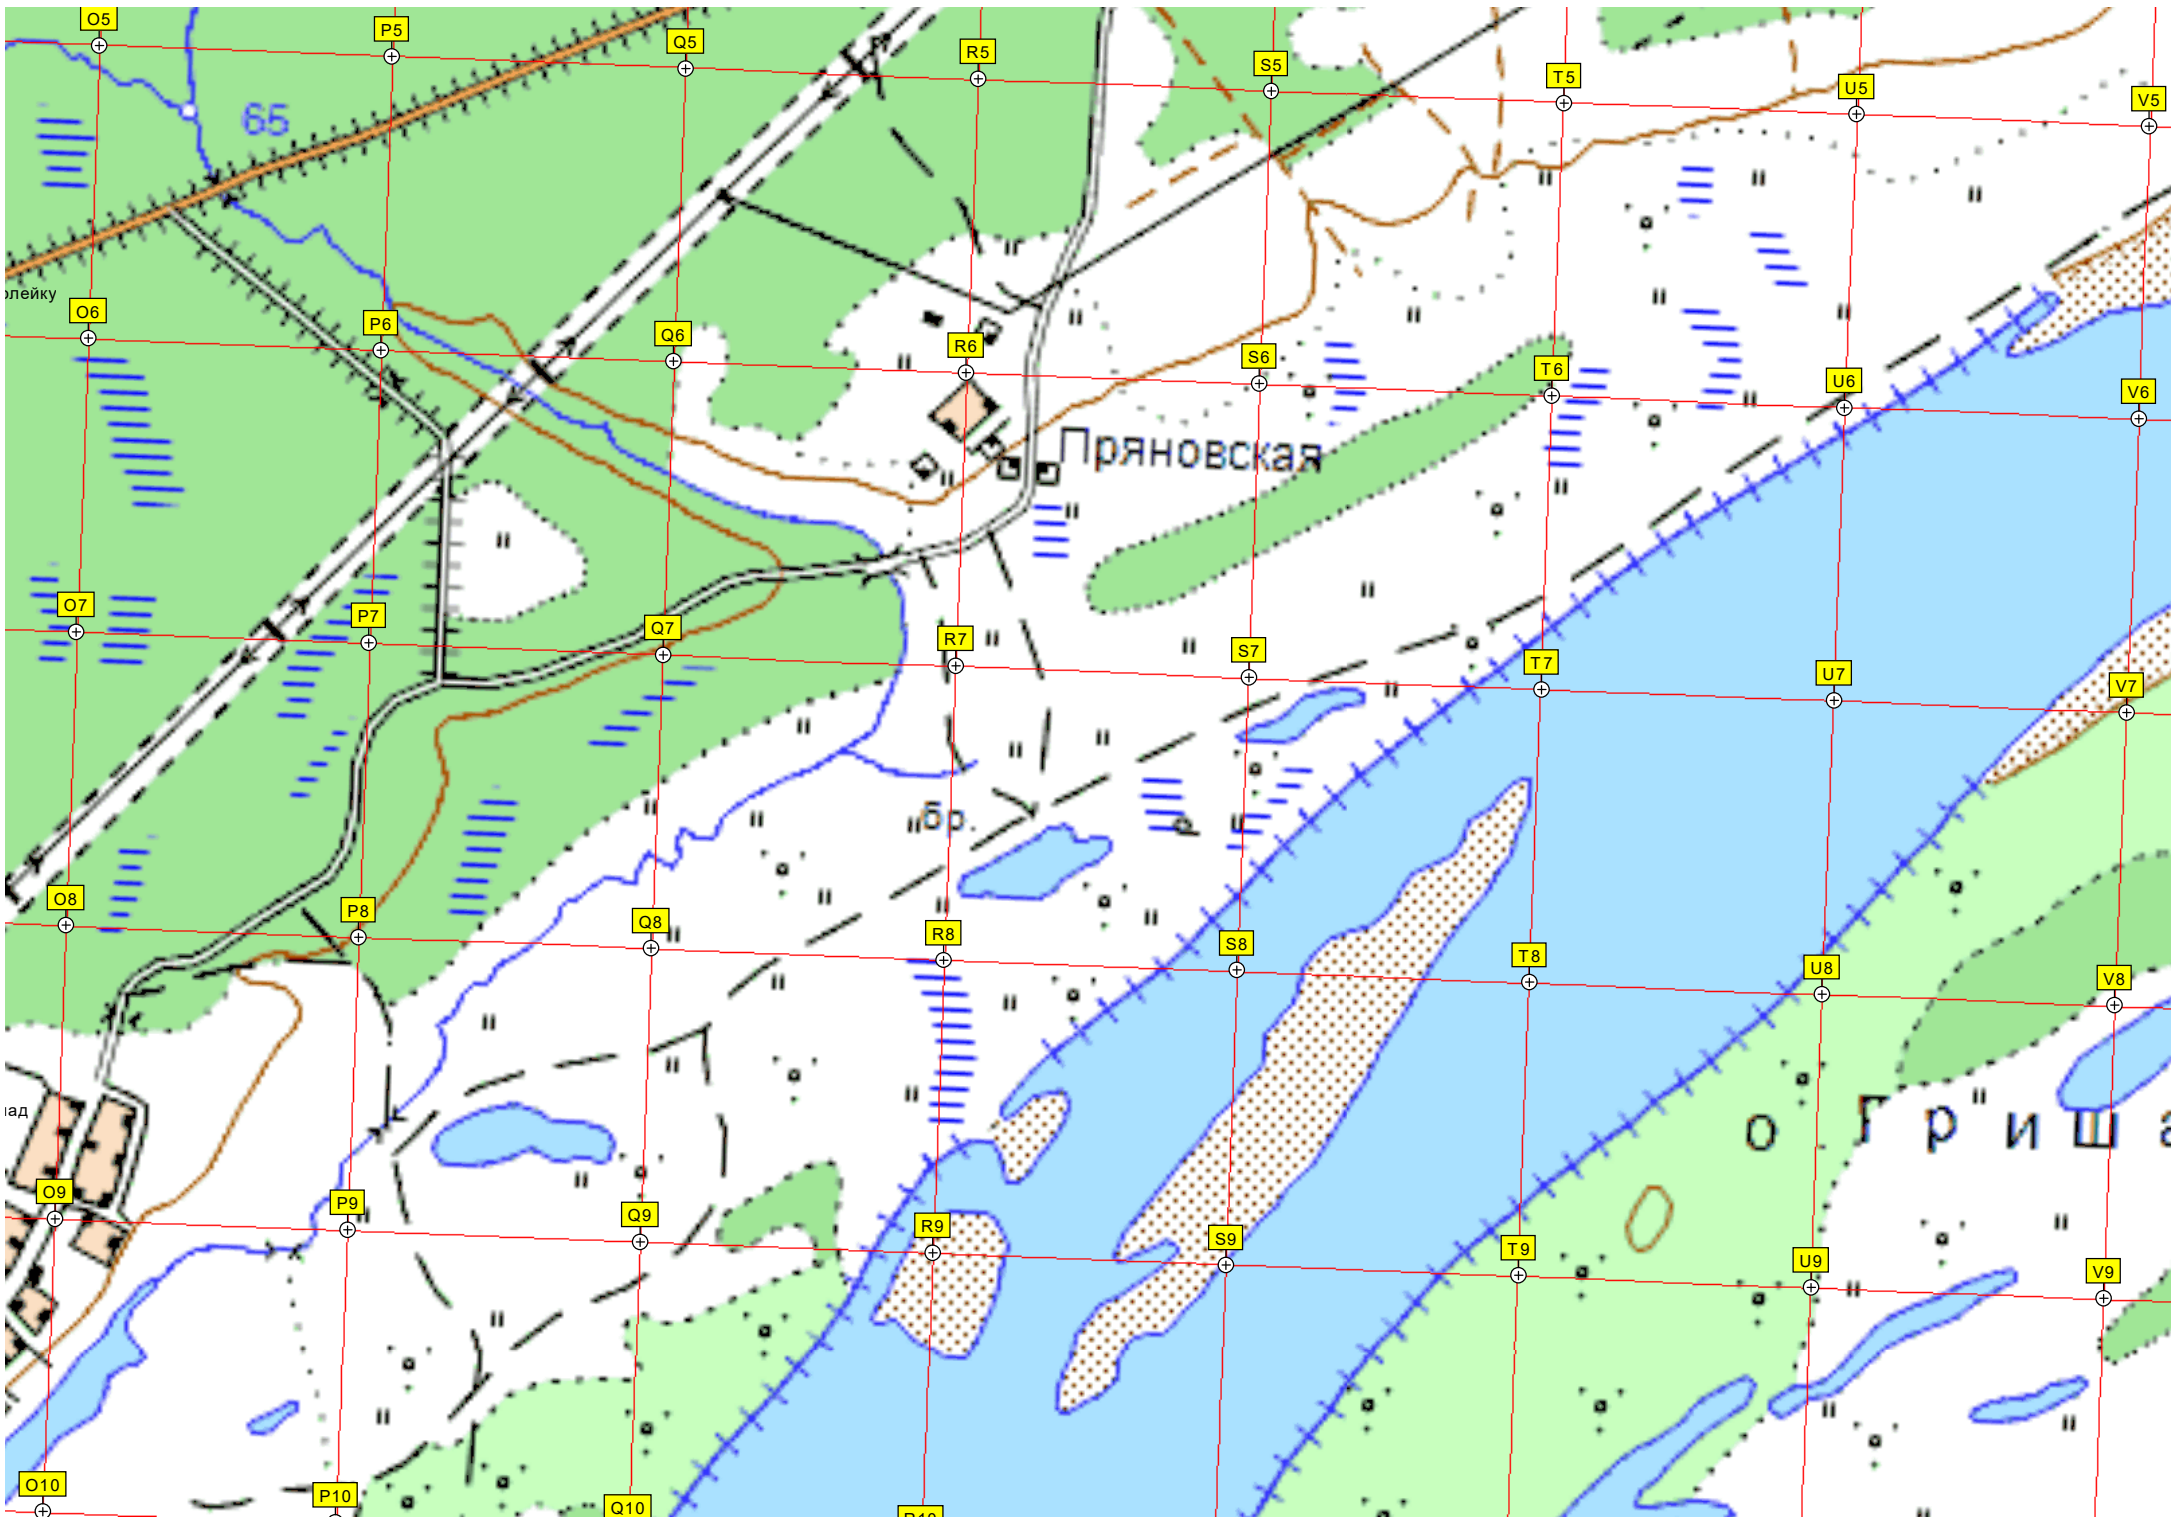 O5 P5 Q5 R5 S5 T5 U5 V5
65
олейку
O6 P6 Q6 R6 S6 T6 U6 V6
Пряновская
O7 P7 Q7 R7 S7 T7 U7 V7
бр.
O8 P8 Q8 R8 S8 T8 U8 V8
лад
о. Гриша
O9 P9 Q9 R9 S9 T9 U9 V9
O10 P10 Q10 R10